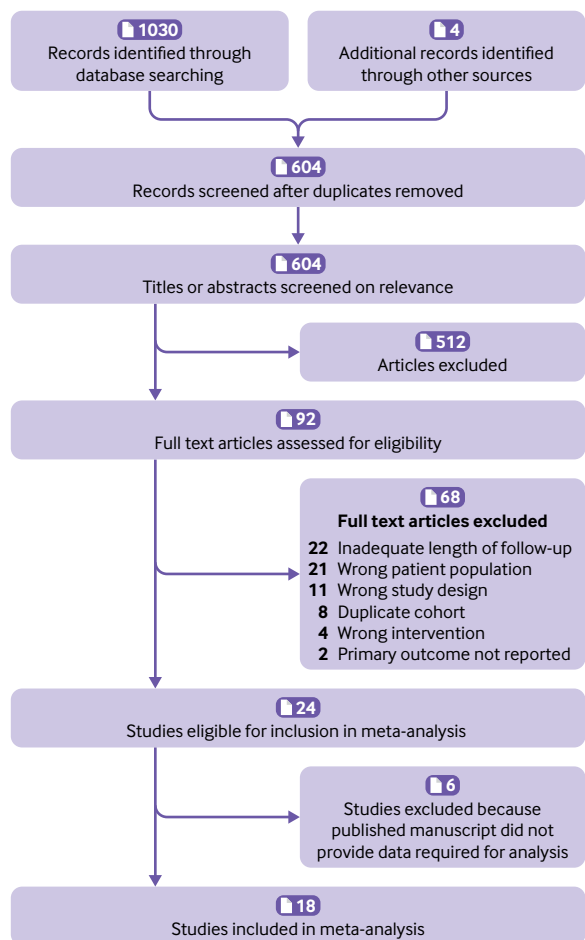 1030
Records identified through
database searching
4
Additional records identified
through other sources
604
Records screened after duplicates removed
604
Titles or abstracts screened on relevance
512
Articles excluded
92
Full text articles assessed for eligibility
68
Full text articles excluded
22 Inadequate length of follow-up
21 Wrong patient population
11 Wrong study design
8 Duplicate cohort
4 Wrong intervention
2 Primary outcome not reported
24
Studies eligible for inclusion in meta-analysis
6
Studies excluded because
published manuscript did not
provide data required for analysis
18
Studies included in meta-analysis